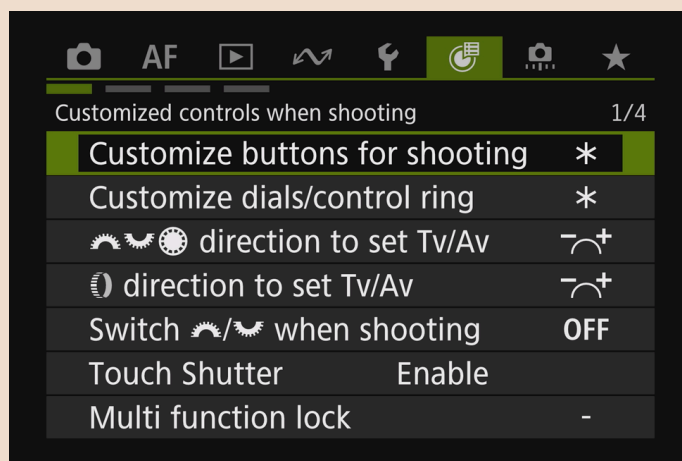 AF
Customized controls when shooting 1/4
Customize buttons for shooting *
Customize dials/control ring *
direction to set Tv/Av -+
direction to set Tv/Av -+
Switch / when shooting OFF
Touch Shutter Enable
Multi function lock -